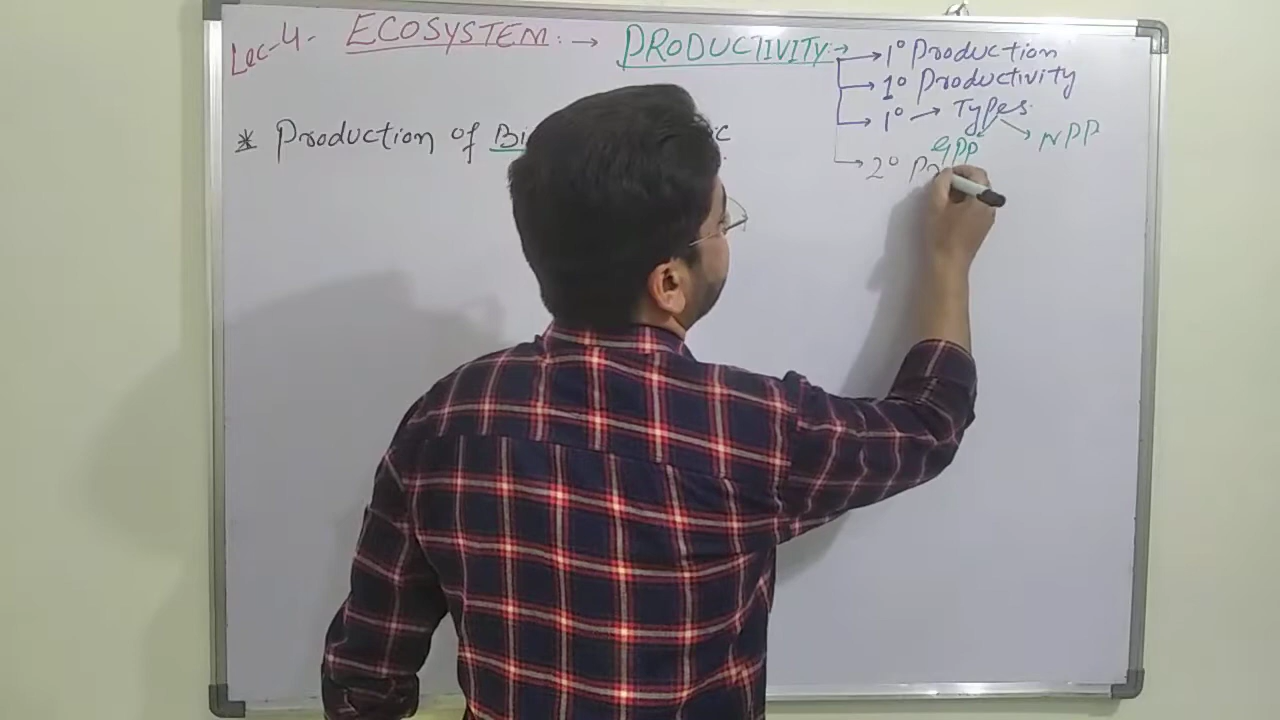 Lec-4. ECOSYSTEM:→ PRODUCTIVITY:→
→ 1° Production
→ 1° Productivity
→ 1° → Types
GPP NPP
→ 2°
* Production of